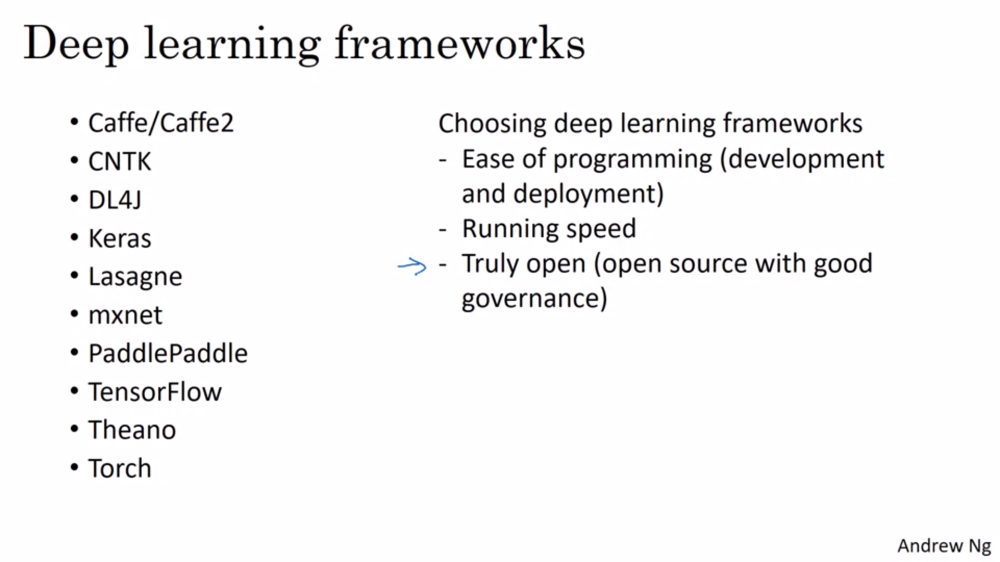 Deep learning frameworks
• Caffe/Caffe2
• CNTK
• DL4J
• Keras
• Lasagne
• mxnet
• PaddlePaddle
• TensorFlow
• Theano
• Torch
Choosing deep learning frameworks
- Ease of programming (development
and deployment)
- Running speed
- Truly open (open source with good
governance)
Andrew Ng